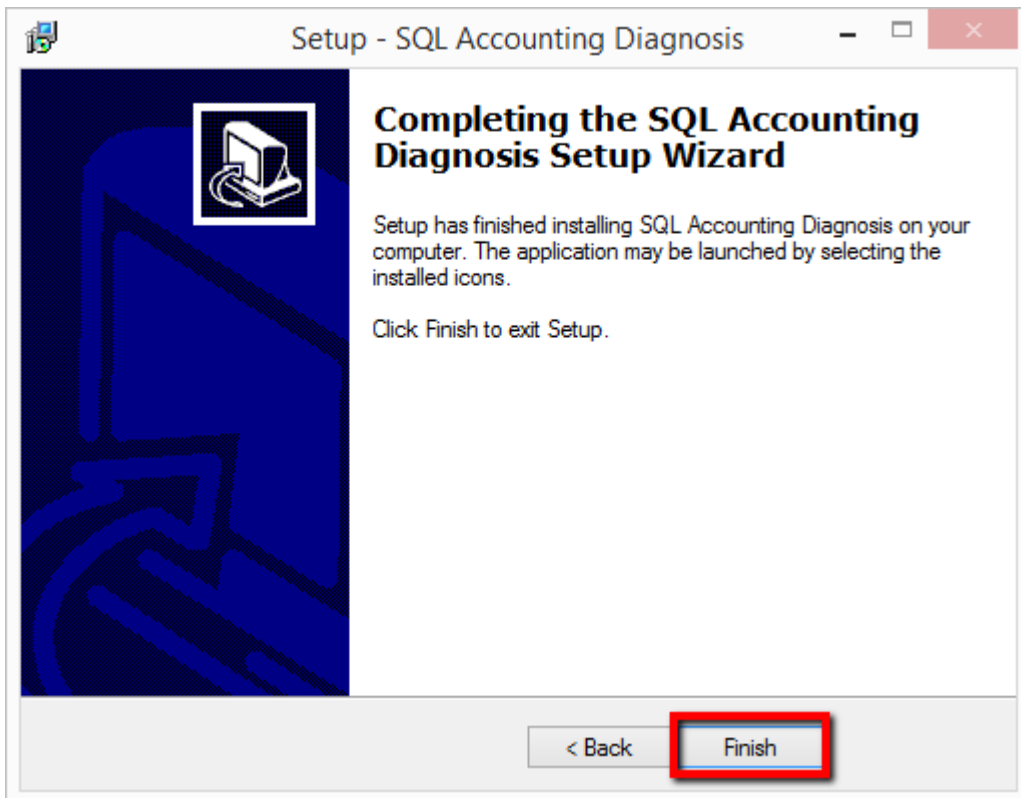 Setup - SQL Accounting Diagnosis
Completing the SQL Accounting
Diagnosis Setup Wizard
Setup has finished installing SQL Accounting Diagnosis on your
computer. The application may be launched by selecting the
installed icons.
Click Finish to exit Setup.
< Back
Finish